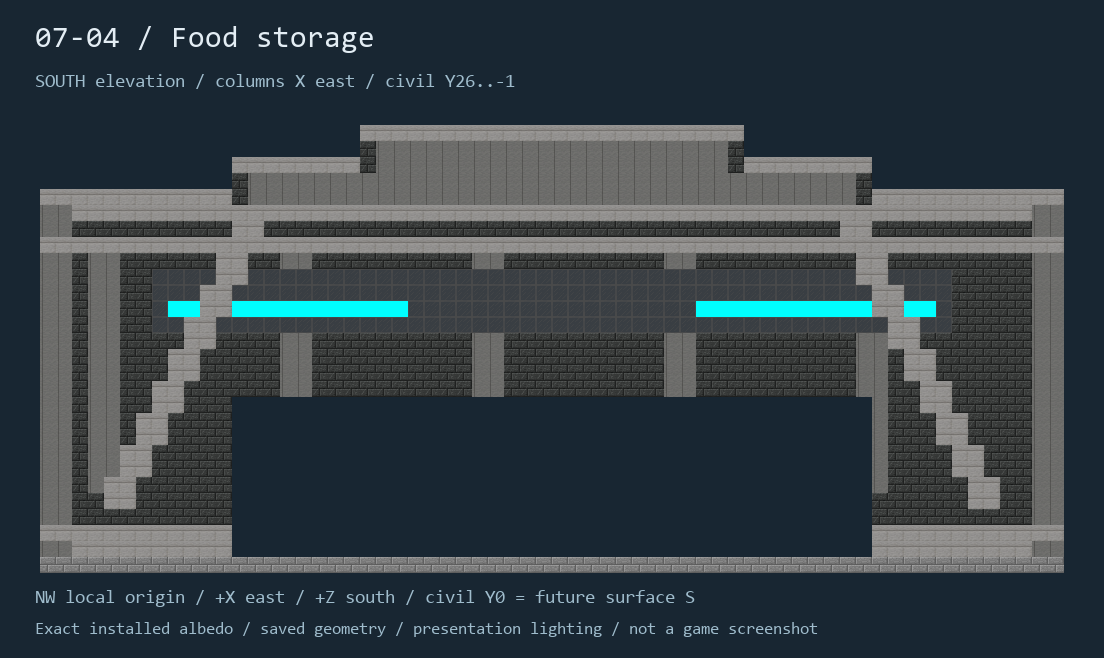 07-04 / Food storage
SOUTH elevation / columns X east / civil Y26..-1
NW local origin / +X east / +Z south / civil Y0 = future surface S
Exact installed albedo / saved geometry / presentation lighting / not a game screenshot